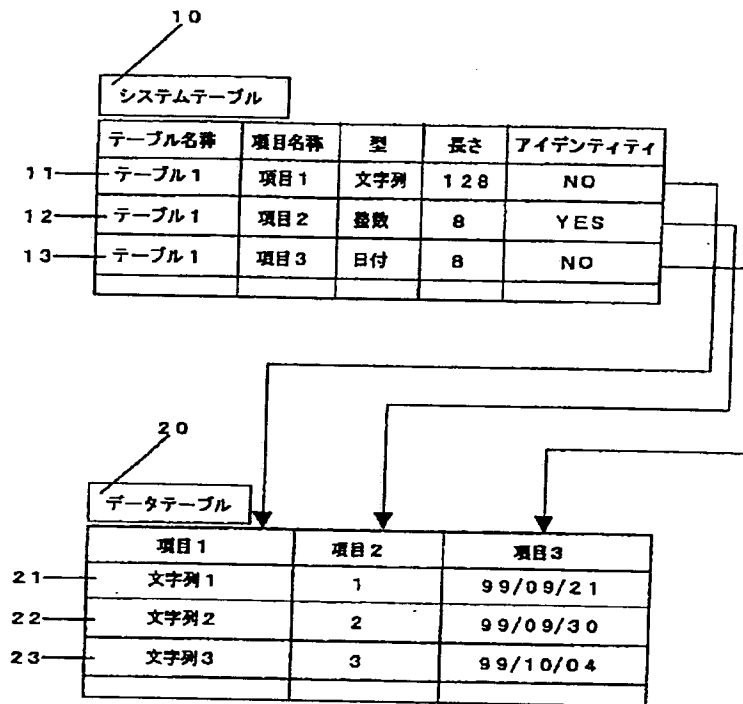 10
システムテーブル
テーブル名称 項目名称 型 長さ アイデンティティ
11 テーブル1 項目1 文字列 128 NO
12 テーブル1 項目2 整数 8 YES
13 テーブル1 項目3 日付 8 NO
20
データテーブル
項目1 項目2 項目3
21 文字列1 1 99/09/21
22 文字列2 2 99/09/30
23 文字列3 3 99/10/04